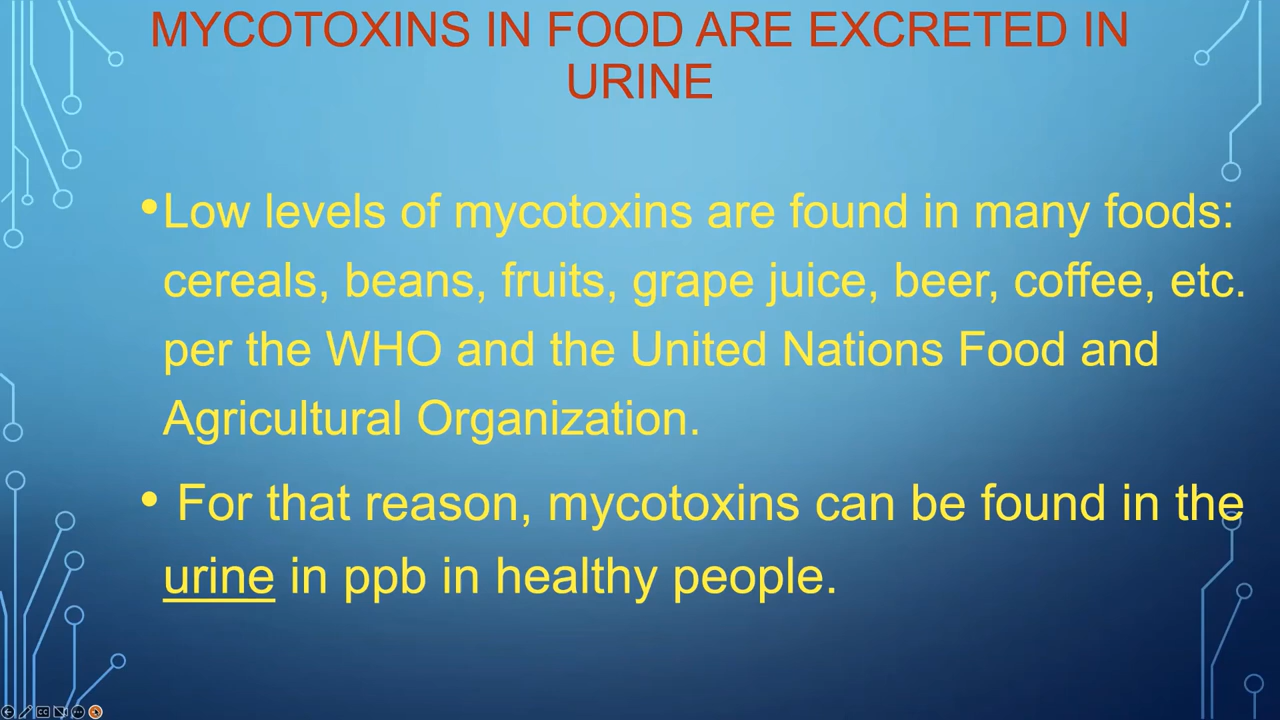 MYCOTOXINS IN FOOD ARE EXCRETED IN
URINE
•Low levels of mycotoxins are found in many foods:
cereals, beans, fruits, grape juice, beer, coffee, etc.
per the WHO and the United Nations Food and
Agricultural Organization.
• For that reason, mycotoxins can be found in the
urine in ppb in healthy people.